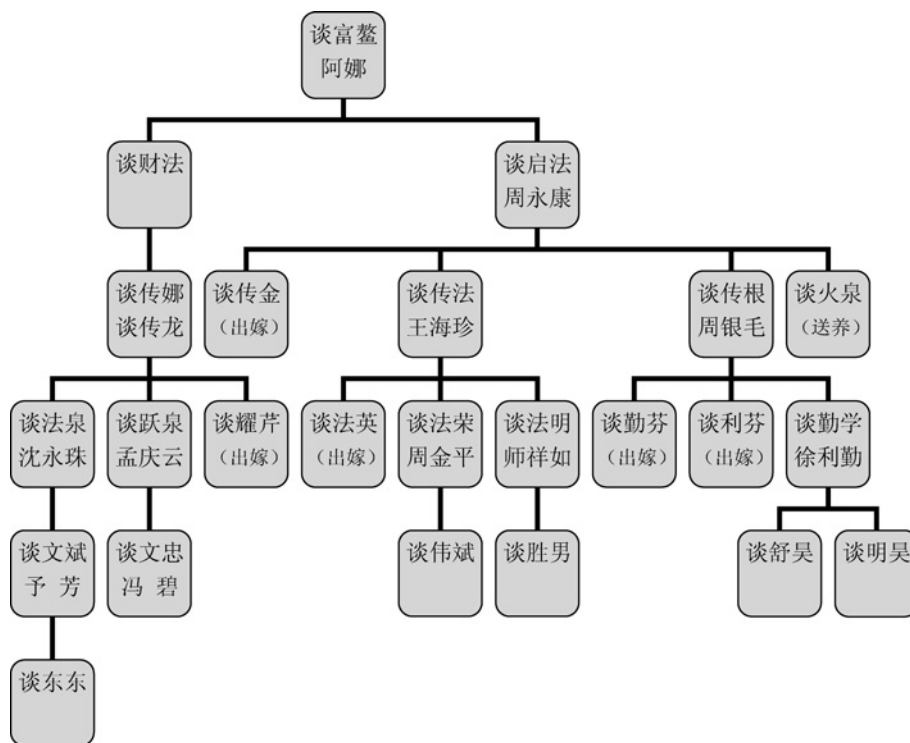 谈富鳌
阿娜
谈财法
谈启法
周永康
谈传娜
谈传龙
谈传金
（出嫁）
谈传法
王海珍
谈传根
周银毛
谈火泉
（送养）
谈法泉
沈永珠
谈跃泉
孟庆云
谈耀芹
（出嫁）
谈法英
（出嫁）
谈法荣
周金平
谈法明
师祥如
谈勤芬
（出嫁）
谈利芬
（出嫁）
谈勤学
徐利勤
谈文斌
予 芳
谈文忠
冯 碧
谈伟斌
谈胜男
谈舒昊
谈明昊
谈东东